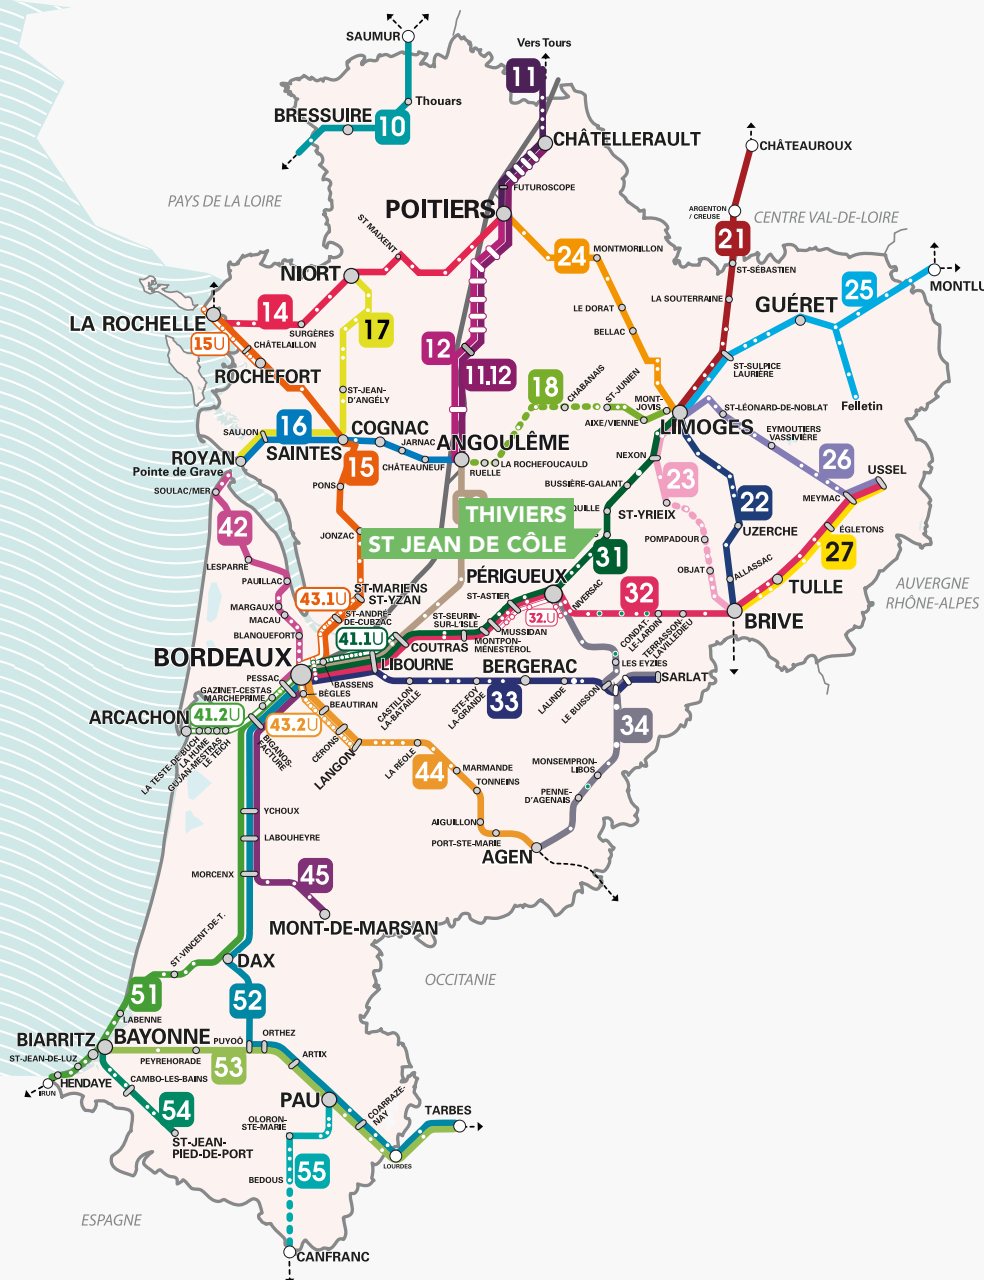 SAUMUR
Vers Tours
11
Thouars
BRESSUIRE
10
CHÂTELLERAULT
CHÂTEAUROUX
PAYS DE LA LOIRE
FUTUROSCOPE
POITIERS
ARGENTON
/ CREUSE
CENTRE VAL-DE-LOIRE
ST MAIXENT
24
MONTMORILLON
21
ST-SÉBASTIEN
NIORT
25
MONTLU
LE DORAT
LA SOUTERRAINE
GUÉRET
14
LA ROCHELLE
SURGÈRES
17
BELLAC
15U
CHÂTELAILLON
12
11.12
ROCHEFORT
ST-SULPICE
LAURIÈRE
18
CHABANAIS
ST-JUNIEN
ST-JEAN-
D'ANGÉLY
MONT-
JOVIS
ST-LÉONARD-DE-NOBLAT
Felletin
16
COGNAC
AIXE/VIENNE
LIMOGES
SAUJON
JARNAC
ANGOULÊME
EYMOUTIERS
VASSIVIÈRE
ROYAN
SAINTES
CHÂTEAUNEUF
RUELLE
LA ROCHEFOUCAULD
NEXON
26
USSEL
Pointe de Grave
15
BUSSIÈRE-GALANT
23
MEYMAC
SOULAC/MER
PONS
22
THIVIERS
QUILLE
ST-YRIEIX
42
UZERCHE
ÉGLETONS
JONZAC
ST JEAN DE CÔLE
POMPADOUR
31
27
LESPARRE
OBJAT
ALLASSAC
PAUILLAC
PÉRIGUEUX
TULLE
AUVERGNE
RHÔNE-ALPES
ST-MARIENS
ST-YZAN
43.1U
ST-ASTIER
NIVERSAC
32
MARGAUX
MACAU
ST-ANDRÉ-
DE-CUBZAC
ST-SEURIN-
SUR-L'ISLE
32.U
BRIVE
BLANQUEFORT
41.1U
MUSSIDAN
MONTPON-
MÉNESTÉROL
CONDAT-
LE-LARDIN
TERRASSON-
LAVILLEDIEU
COUTRAS
BORDEAUX
LIBOURNE
BERGERAC
LES EYZIES
PESSAC
BASSENS
SARLAT
GAZINET-CESTAS
MARCHEPRIME
BÈGLES
BEAUTIRAN
CASTILLON
LA-BATAILLE
STE-FOY
LA-GRANDE
33
LALINDE
LE BUISSON
ARCACHON
41.2U
43.2U
34
LA TESTE-DE-BUCH
LA HUME
GUJAN-MESTRAS
LE TEICH
BIGANOS-
FACTURE
CÉRONS
LANGON
LA RÉOLE
44
MARMANDE
MONSEMPRON-
LIBOS
TONNEINS
PENNE-
D'AGENAIS
YCHOUX
AIGUILLON
LABOUHEYRE
PORT-STE-MARIE
AGEN
MORCENX
45
MONT-DE-MARSAN
ST-VINCENT-DE-T.
DAX
OCCITANIE
51
52
LABENNE
BIARRITZ
BAYONNE
PUYOÔ
ORTHEZ
ST-JEAN-DE-LUZ
PEYREHORADE
53
ARTIX
HENDAYE
CAMBO-LES-BAINS
IRUN
54
PAU
COARRAZE-
NAY
TARBES
OLORON-
STE-MARIE
ST-JEAN-
PIED-DE-PORT
LOURDES
55
BEDOUS
ESPAGNE
CANFRANC